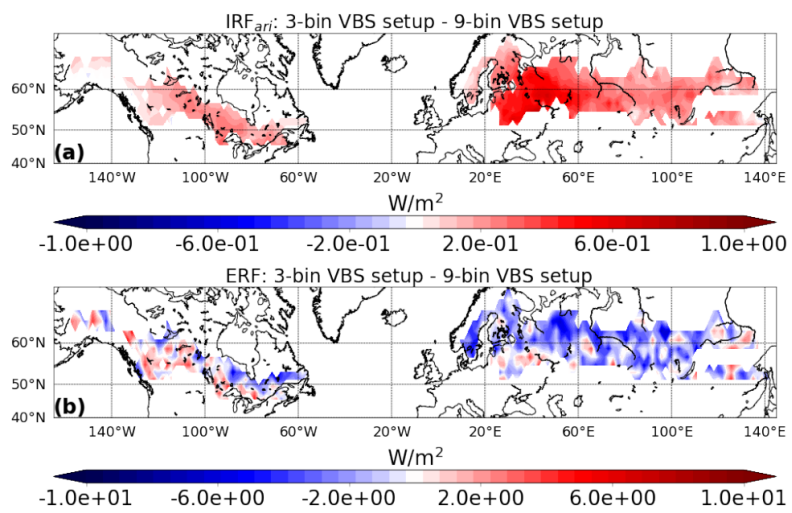 IRFari: 3-bin VBS setup - 9-bin VBS setup
60°N
50°N
40°N
(a)
140°W 100°W 60°W 20°W 20°E 60°E 100°E 140°E
W/m²
-1.0e+00 -6.0e-01 -2.0e-01 2.0e-01 6.0e-01 1.0e+00
ERF: 3-bin VBS setup - 9-bin VBS setup
60°N
50°N
40°N
(b)
140°W 100°W 60°W 20°W 20°E 60°E 100°E 140°E
W/m²
-1.0e+01 -6.0e+00 -2.0e+00 2.0e+00 6.0e+00 1.0e+01